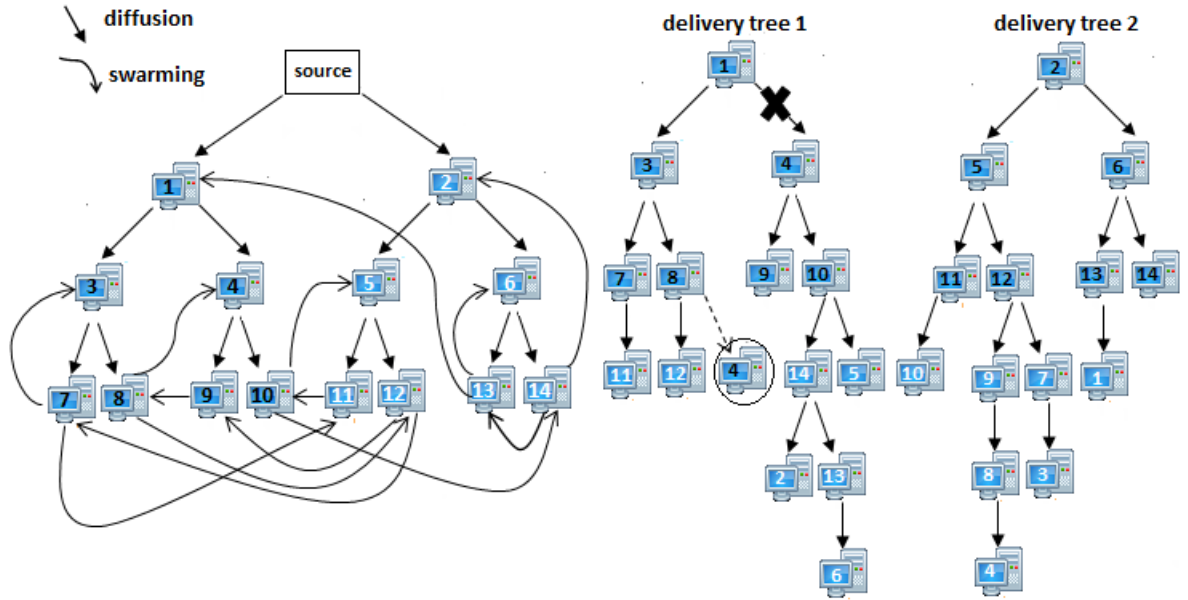 diffusion
swarming
source
1 2
3 4 5 6
7 8 9 10 11 12 13 14
delivery tree 1
1
3 4
7 8 9 10
11 12 4 14 5
2 13
6
delivery tree 2
2
5 6
11 12 13 14
10 9 7 1
8 3
4